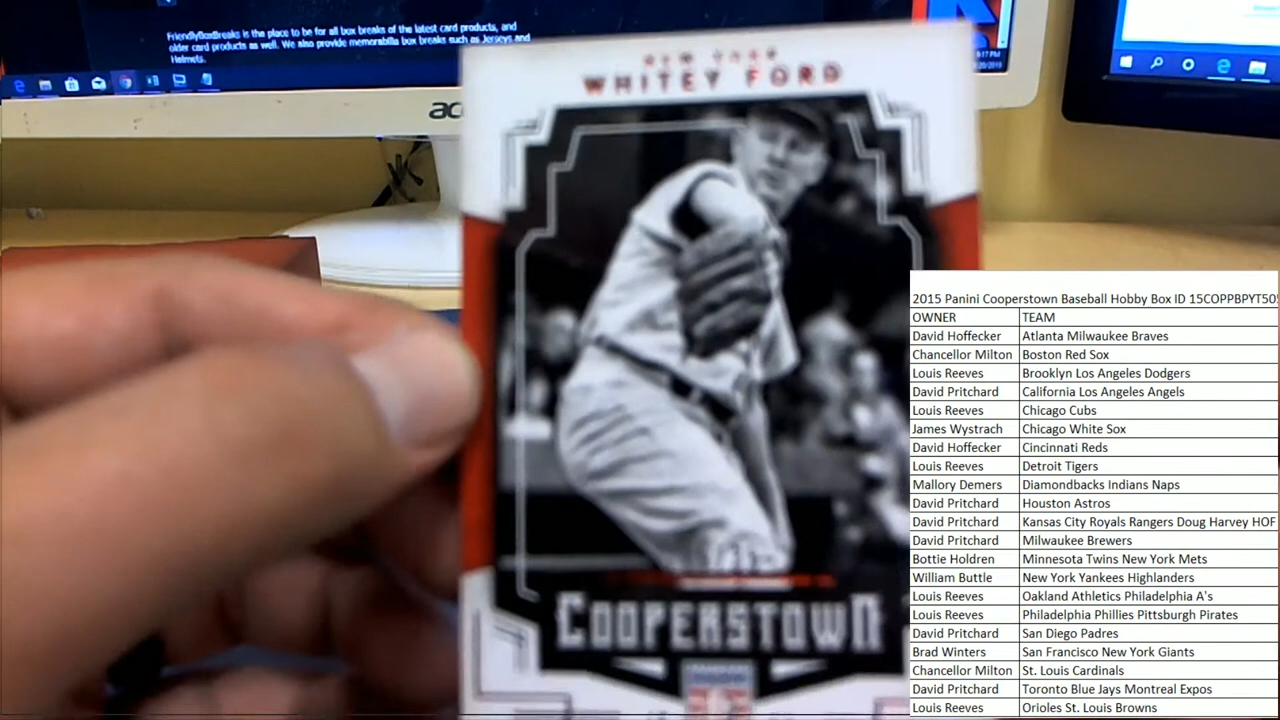 FriendlyBoxBreaks is the place to be for all box breaks of the latest card products, and
older card products as well. We also provide memorabilia box breaks such as Jerseys and
Helmets.
NEW YORK
WHITEY FORD
COOPERSTOWN
2015 Panini Cooperstown Baseball Hobby Box ID 15COPPBPYT50
OWNER TEAM
David Hoffecker Atlanta Milwaukee Braves
Chancellor Milton Boston Red Sox
Louis Reeves Brooklyn Los Angeles Dodgers
David Pritchard California Los Angeles Angels
Louis Reeves Chicago Cubs
James Wystrach Chicago White Sox
David Hoffecker Cincinnati Reds
Louis Reeves Detroit Tigers
Mallory Demers Diamondbacks Indians Naps
David Pritchard Houston Astros
David Pritchard Kansas City Royals Rangers Doug Harvey HOF
David Pritchard Milwaukee Brewers
Bottie Holdren Minnesota Twins New York Mets
William Buttle New York Yankees Highlanders
Louis Reeves Oakland Athletics Philadelphia A's
Louis Reeves Philadelphia Phillies Pittsburgh Pirates
David Pritchard San Diego Padres
Brad Winters San Francisco New York Giants
Chancellor Milton St. Louis Cardinals
David Pritchard Toronto Blue Jays Montreal Expos
Louis Reeves Orioles St. Louis Browns